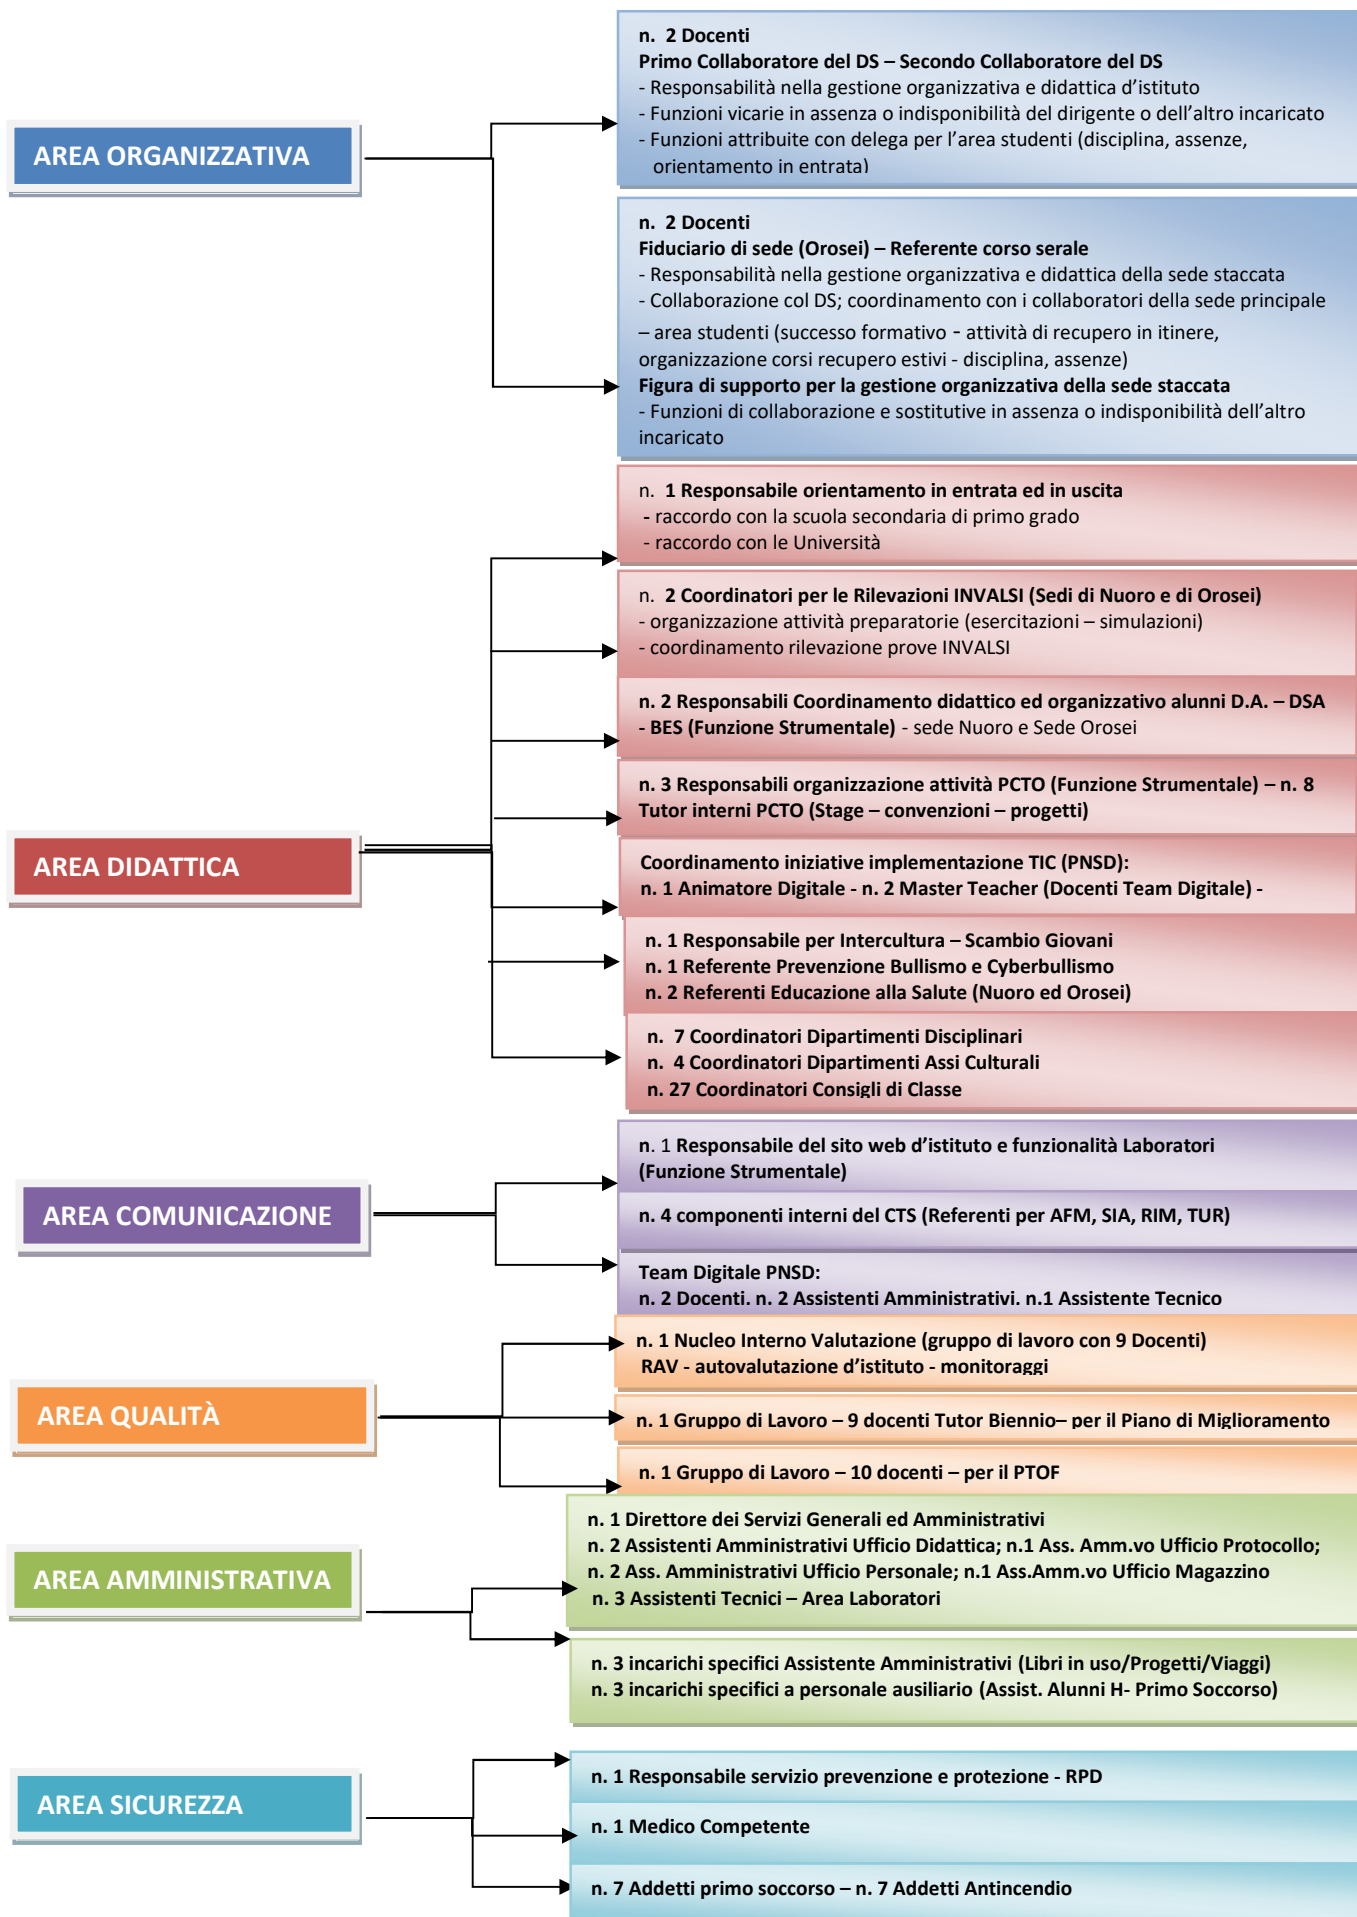 n. 2 Docenti
Primo Collaboratore del DS – Secondo Collaboratore del DS
- Responsabilità nella gestione organizzativa e didattica d’istituto
- Funzioni vicarie in assenza o indisponibilità del dirigente o dell’altro incaricato
- Funzioni attribuite con delega per l’area studenti (disciplina, assenze,
orientamento in entrata)
AREA ORGANIZZATIVA
n. 2 Docenti
Fiduciario di sede (Orosei) – Referente corso serale
- Responsabilità nella gestione organizzativa e didattica della sede staccata
- Collaborazione col DS; coordinamento con i collaboratori della sede principale
– area studenti (successo formativo - attività di recupero in itinere,
organizzazione corsi recupero estivi - disciplina, assenze)
Figura di supporto per la gestione organizzativa della sede staccata
- Funzioni di collaborazione e sostitutive in assenza o indisponibilità dell’altro
incaricato
n. 1 Responsabile orientamento in entrata ed in uscita
- raccordo con la scuola secondaria di primo grado
- raccordo con le Università
n. 2 Coordinatori per le Rilevazioni INVALSI (Sedi di Nuoro e di Orosei)
- organizzazione attività preparatorie (esercitazioni – simulazioni)
- coordinamento rilevazione prove INVALSI
n. 2 Responsabili Coordinamento didattico ed organizzativo alunni D.A. – DSA
- BES (Funzione Strumentale) - sede Nuoro e Sede Orosei
n. 3 Responsabili organizzazione attività PCTO (Funzione Strumentale) – n. 8
Tutor interni PCTO (Stage – convenzioni – progetti)
AREA DIDATTICA
Coordinamento iniziative implementazione TIC (PNSD):
n. 1 Animatore Digitale - n. 2 Master Teacher (Docenti Team Digitale) -
n. 1 Responsabile per Intercultura – Scambio Giovani
n. 1 Referente Prevenzione Bullismo e Cyberbullismo
n. 2 Referenti Educazione alla Salute (Nuoro ed Orosei)
n. 7 Coordinatori Dipartimenti Disciplinari
n. 4 Coordinatori Dipartimenti Assi Culturali
n. 27 Coordinatori Consigli di Classe
n. 1 Responsabile del sito web d’istituto e funzionalità Laboratori
(Funzione Strumentale)
AREA COMUNICAZIONE
n. 4 componenti interni del CTS (Referenti per AFM, SIA, RIM, TUR)
Team Digitale PNSD:
n. 2 Docenti. n. 2 Assistenti Amministrativi. n.1 Assistente Tecnico
n. 1 Nucleo Interno Valutazione (gruppo di lavoro con 9 Docenti)
RAV - autovalutazione d’istituto - monitoraggi
AREA QUALITÀ
n. 1 Gruppo di Lavoro – 9 docenti Tutor Biennio– per il Piano di Miglioramento
n. 1 Gruppo di Lavoro – 10 docenti – per il PTOF
n. 1 Direttore dei Servizi Generali ed Amministrativi
n. 2 Assistenti Amministrativi Ufficio Didattica; n.1 Ass. Amm.vo Ufficio Protocollo;
n. 2 Ass. Amministrativi Ufficio Personale; n.1 Ass.Amm.vo Ufficio Magazzino
n. 3 Assistenti Tecnici – Area Laboratori
AREA AMMINISTRATIVA
n. 3 incarichi specifici Assistente Amministrativi (Libri in uso/Progetti/Viaggi)
n. 3 incarichi specifici a personale ausiliario (Assist. Alunni H- Primo Soccorso)
n. 1 Responsabile servizio prevenzione e protezione - RPD
AREA SICUREZZA
n. 1 Medico Competente
n. 7 Addetti primo soccorso – n. 7 Addetti Antincendio